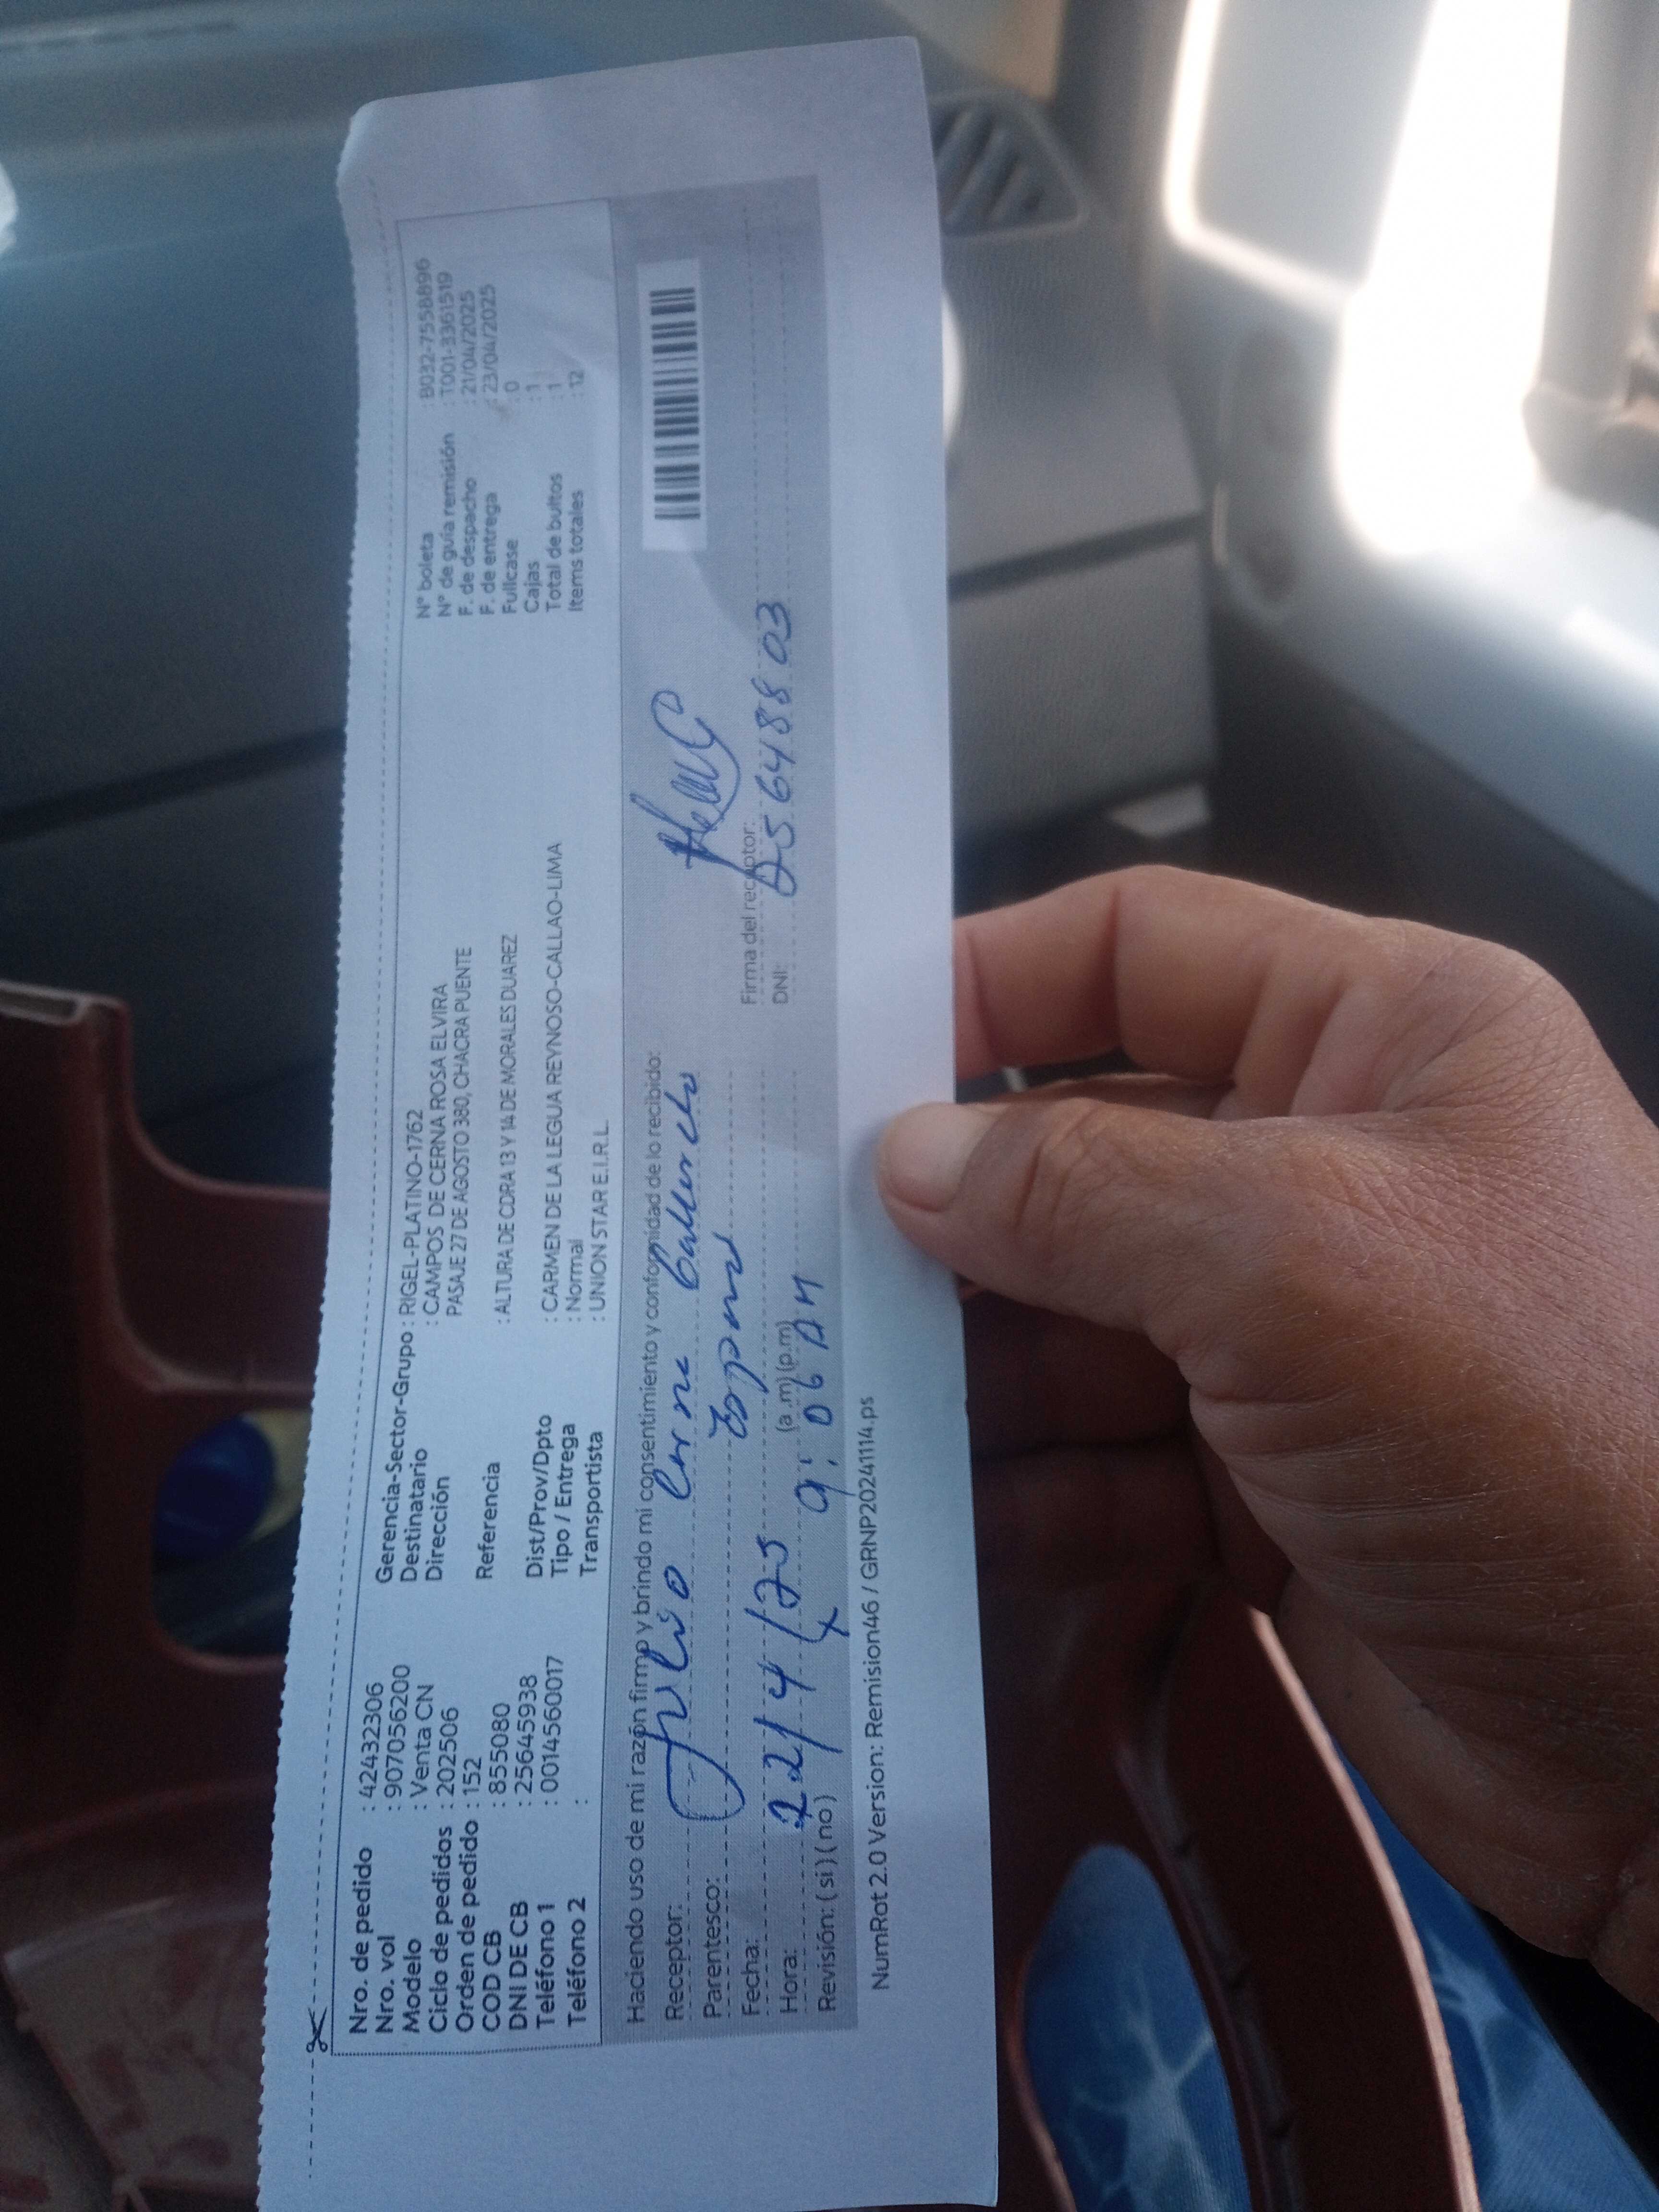 Nro. de pedido : 42432306
Nro. vol : 907056200
Modelo : Venta CN
Ciclo de pedidos : 202506
Orden de pedido : 152
COD CB : 855080
DNI DE CB : 25645938
Teléfono 1 : 0014560017
Teléfono 2 :
Gerencia-Sector-Grupo : RIGEL-PLATINO-1762
Destinatario : CAMPOS DE CERNA ROSA ELVIRA
Dirección PASAJE 27 DE AGOSTO 380, CHACRA PUENTE
Referencia : ALTURA DE CDRA 13 Y 14 DE MORALES DUAREZ
Dist/Prov/Dpto : CARMEN DE LA LEGUA REYNOSO-CALLAO-LIMA
Tipo / Entrega : Normal
Transportista : UNION STAR E.I.R.L.
N° boleta : B032-7558896
N° de guía remisión : T001-3361519
F. de despacho : 21/04/2025
F. de entrega : 23/04/2025
Fullcase 0
Cajas : 1
Total de bultos : 1
Items totales : 12
Haciendo uso de mi razón firmo y brindo mi consentimiento y conformidad de lo recibido:
Receptor: Julio
Parentesco:
Fecha: 22/4/25
Hora: 9:06 AM (a.m) (p.m)
Revisión: ( si ) ( no )
Firma del receptor:
DNI: 25648803
NumRot 2.0 Version: Remision46 / GRNP20241114.ps